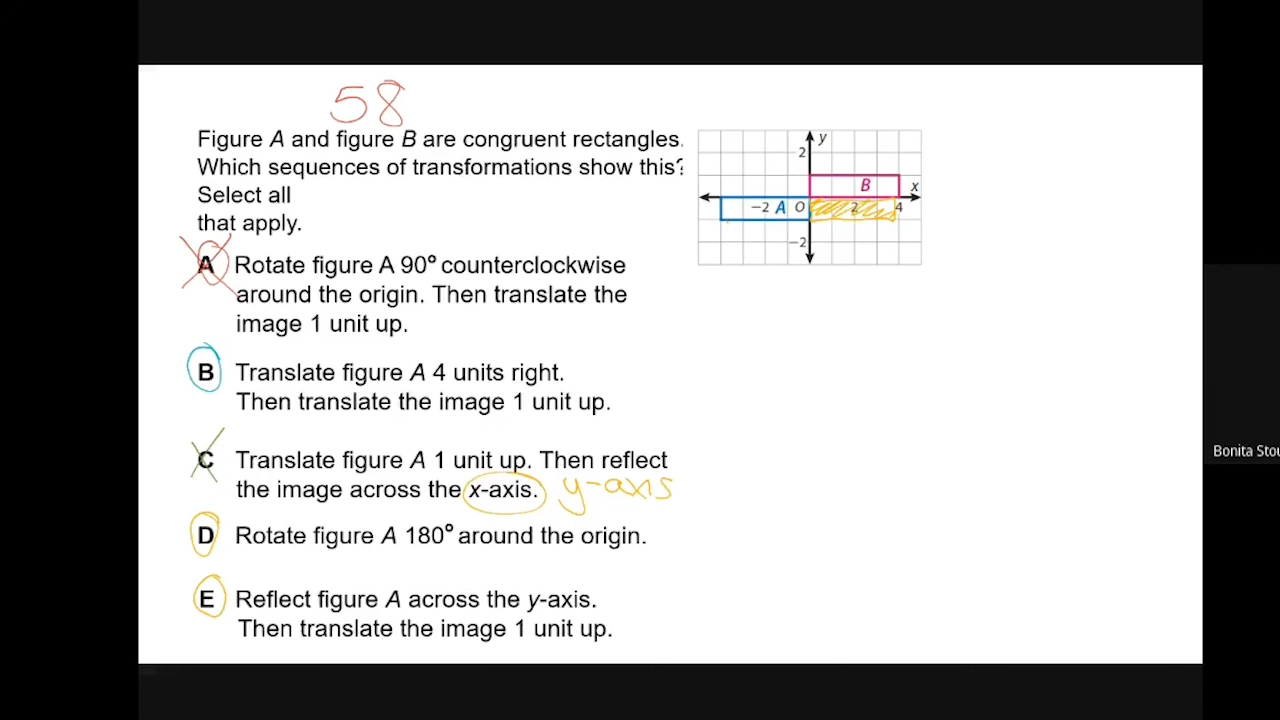 58
Figure A and figure B are congruent rectangles.
Which sequences of transformations show this?
Select all
that apply.
A Rotate figure A 90° counterclockwise
around the origin. Then translate the
image 1 unit up.
B Translate figure A 4 units right.
Then translate the image 1 unit up.
C Translate figure A 1 unit up. Then reflect
the image across the x-axis. y-axis
D Rotate figure A 180° around the origin.
E Reflect figure A across the y-axis.
Then translate the image 1 unit up.
y
2
B x
−2 A O 2 4
−2
Bonita